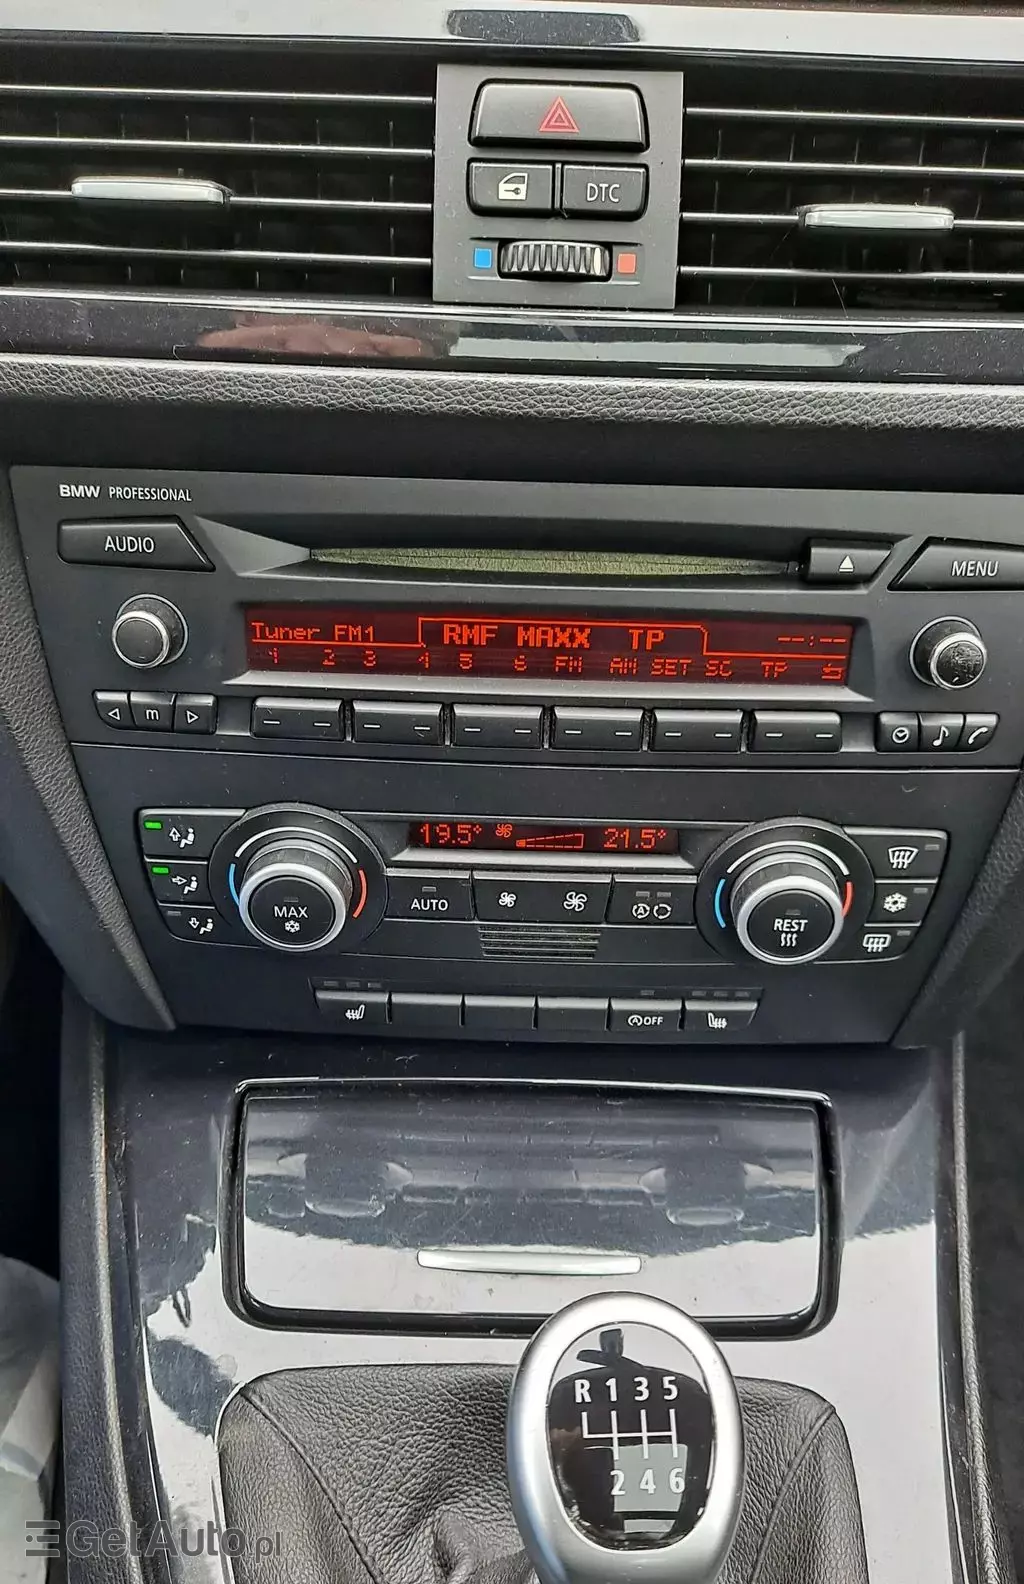 DTC
BMW PROFESSIONAL
AUDIO
MENU
Tuner FM1 RMF MAXX TP --:--
1 2 3 4 5 6 FM AM SET SC TP
m
19.5° 21.5°
MAX
AUTO
A
REST
A OFF
R 1 3 5
2 4 6
GetAuto.pl